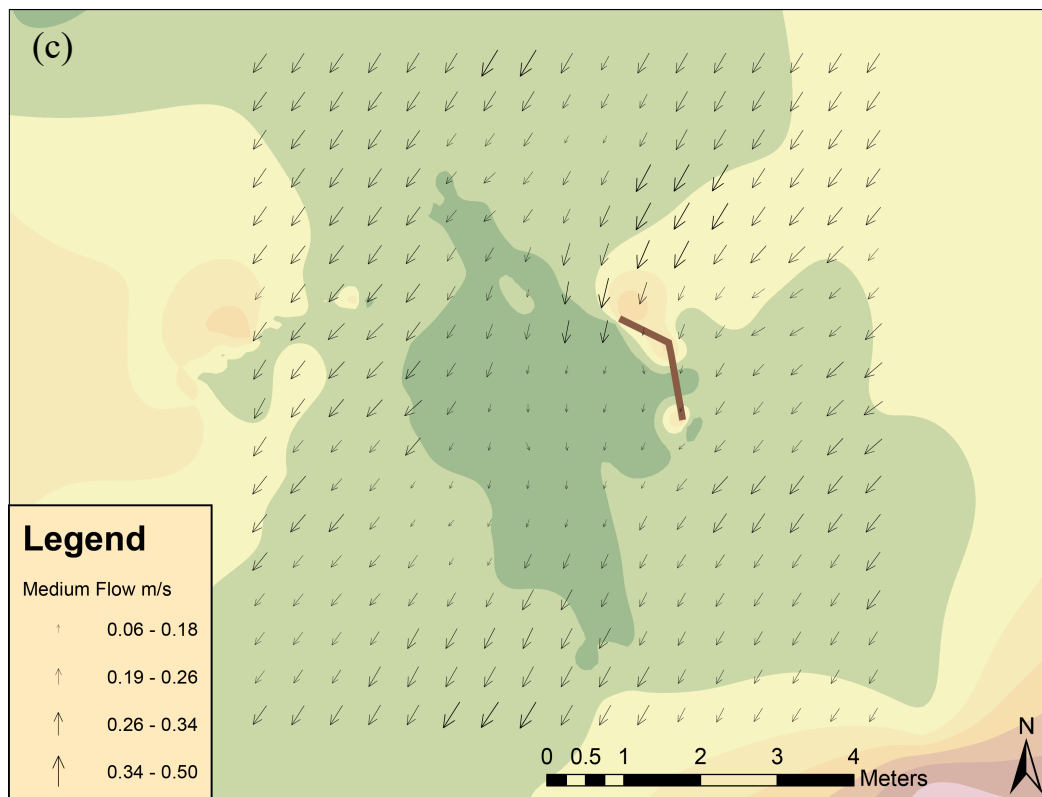 (c)
Legend
Medium Flow m/s
0.06 - 0.18
0.19 - 0.26
0.26 - 0.34
0.34 - 0.50
0 0.5 1 2 3 4
Meters
N